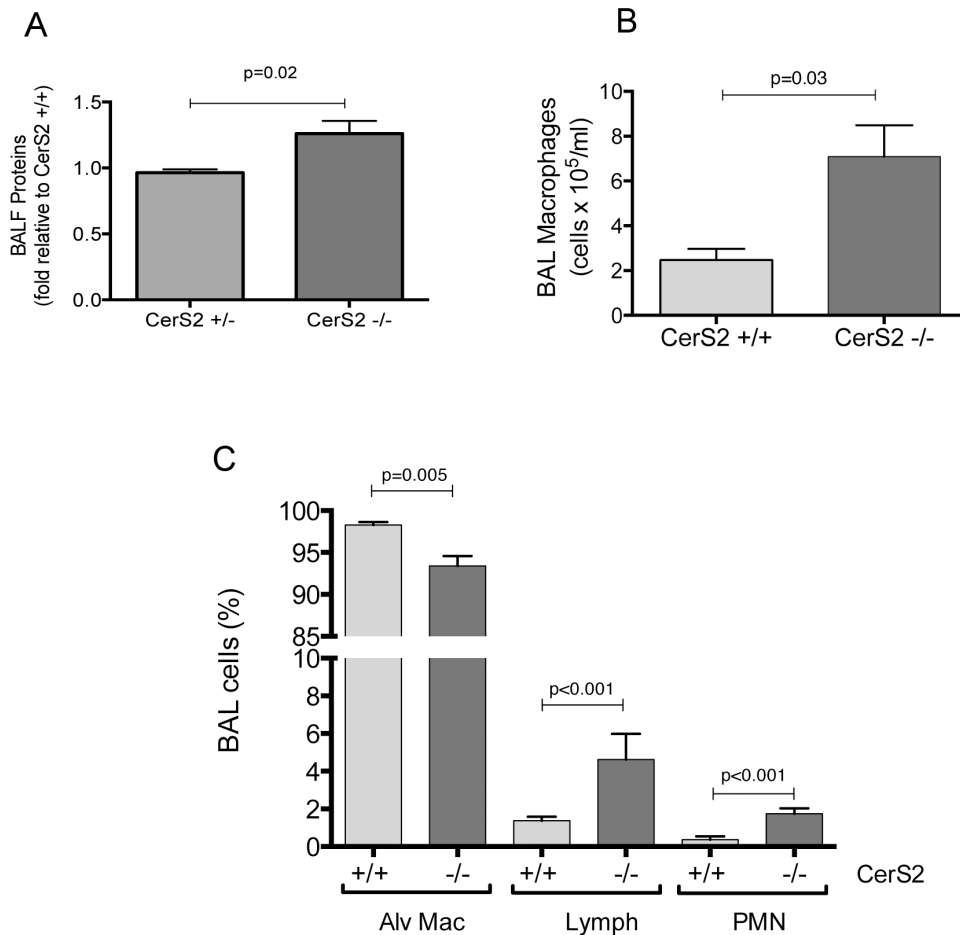 A
p=0.02
BALF Proteins
(fold relative to CerS2 +/+)
1.5
1.0
0.5
0.0
CerS2 +/-
CerS2 -/-
B
p=0.03
BAL Macrophages
(cells x 10⁵/ml)
10
8
6
4
2
0
CerS2 +/+
CerS2 -/-
C
p=0.005
BAL cells (%)
100
95
90
85
10
8
6
4
2
0
p<0.001
p<0.001
+/+ -/- +/+ -/- +/+ -/- CerS2
Alv Mac Lymph PMN